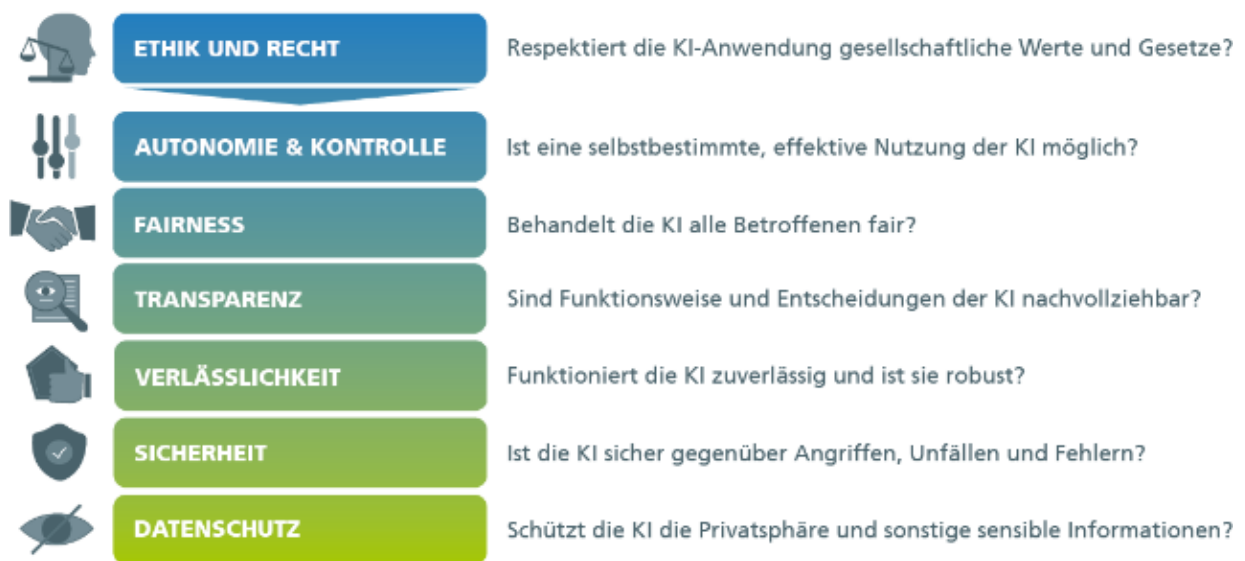 ETHIK UND RECHT
Respektiert die KI-Anwendung gesellschaftliche Werte und Gesetze?
AUTONOMIE & KONTROLLE
Ist eine selbstbestimmte, effektive Nutzung der KI möglich?
FAIRNESS
Behandelt die KI alle Betroffenen fair?
TRANSPARENZ
Sind Funktionsweise und Entscheidungen der KI nachvollziehbar?
VERLÄSSLICHKEIT
Funktioniert die KI zuverlässig und ist sie robust?
SICHERHEIT
Ist die KI sicher gegenüber Angriffen, Unfällen und Fehlern?
DATENSCHUTZ
Schützt die KI die Privatsphäre und sonstige sensible Informationen?